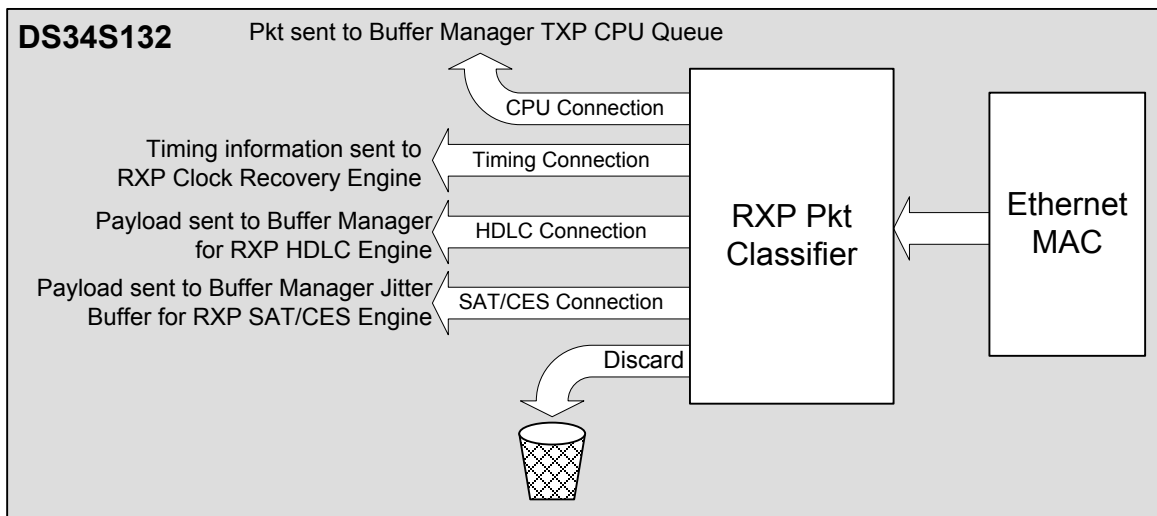 DS34S132
Pkt sent to Buffer Manager TXP CPU Queue
CPU Connection
Timing information sent to
RXP Clock Recovery Engine
Timing Connection
Payload sent to Buffer Manager
for RXP HDLC Engine
HDLC Connection
Payload sent to Buffer Manager Jitter
Buffer for RXP SAT/CES Engine
SAT/CES Connection
Discard
RXP Pkt
Classifier
Ethernet
MAC